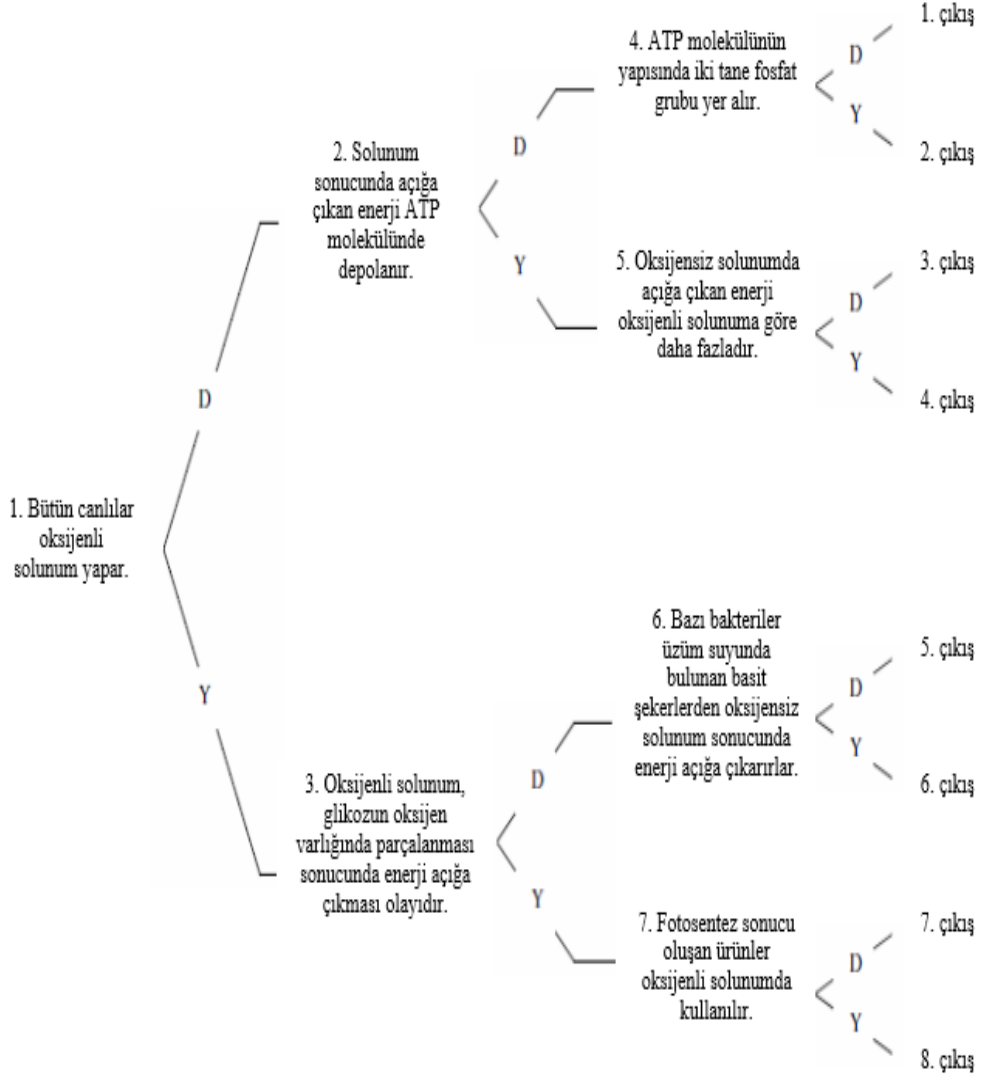 1. Bütün canlılar
oksijenli
solunum yapar.
D
Y
2. Solunum
sonucunda açığa
çıkan enerji ATP
molekülünde
depolanır.
D
Y
4. ATP molekülünün
yapısında iki tane fosfat
grubu yer alır.
D
Y
1. çıkış
2. çıkış
5. Oksijensiz solunumda
açığa çıkan enerji
oksijenli solunuma göre
daha fazladır.
D
Y
3. çıkış
4. çıkış
3. Oksijenli solunum,
glikozun oksijen
varlığında parçalanması
sonucunda enerji açığa
çıkması olayıdır.
D
Y
6. Bazı bakteriler
üzüm suyunda
bulunan basit
şekerlerden oksijensiz
solunum sonucunda
enerji açığa çıkarırlar.
D
Y
5. çıkış
6. çıkış
7. Fotosentez sonucu
oluşan ürünler
oksijenli solunumda
kullanılır.
D
Y
7. çıkış
8. çıkış